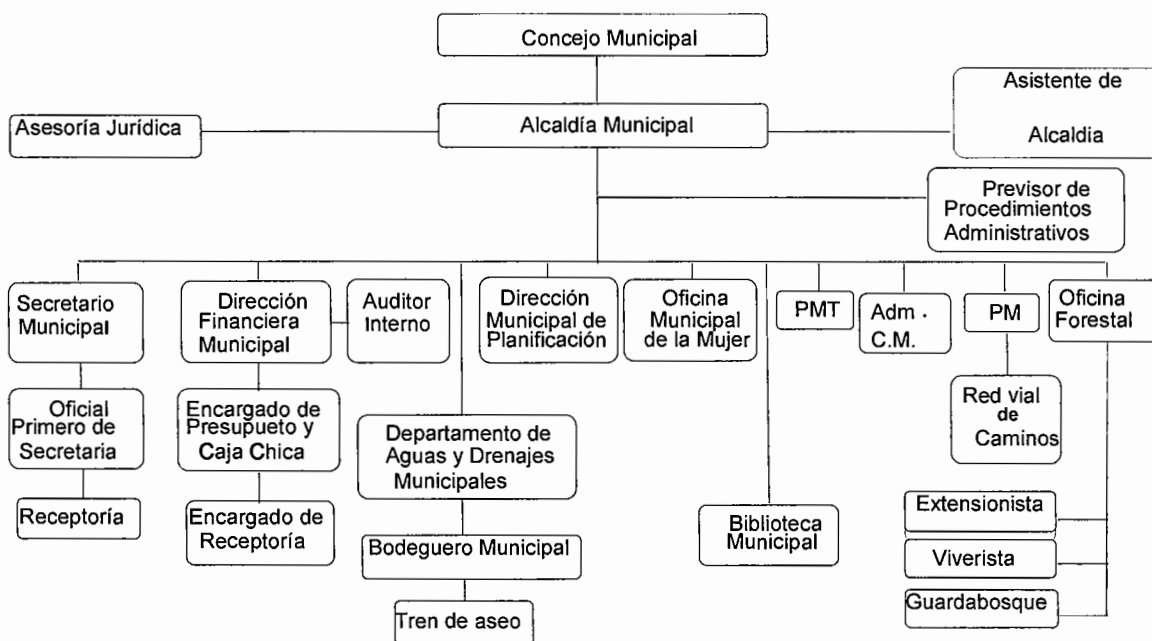 Concejo Municipal
Asistente de
Alcaldia
Asesoría Jurídica
Alcaldía Municipal
Previsor de
Procedimientos
Administrativos
Secretario
Municipal
Dirección
Financiera
Municipal
Auditor
Interno
Dirección
Municipal de
Planificación
Oficina
Municipal
de la Mujer
PMT
Adm .
C.M.
PM
Oficina
Forestal
Oficial
Primero de
Secretaria
Encargado de
Presupueto y
Caja Chica
Departamento de
Aguas y Drenajes
Municipales
Red vial
de
Caminos
Receptoría
Encargado de
Receptoría
Bodeguero Municipal
Tren de aseo
Biblioteca
Municipal
Extensionista
Viverista
Guardabosque